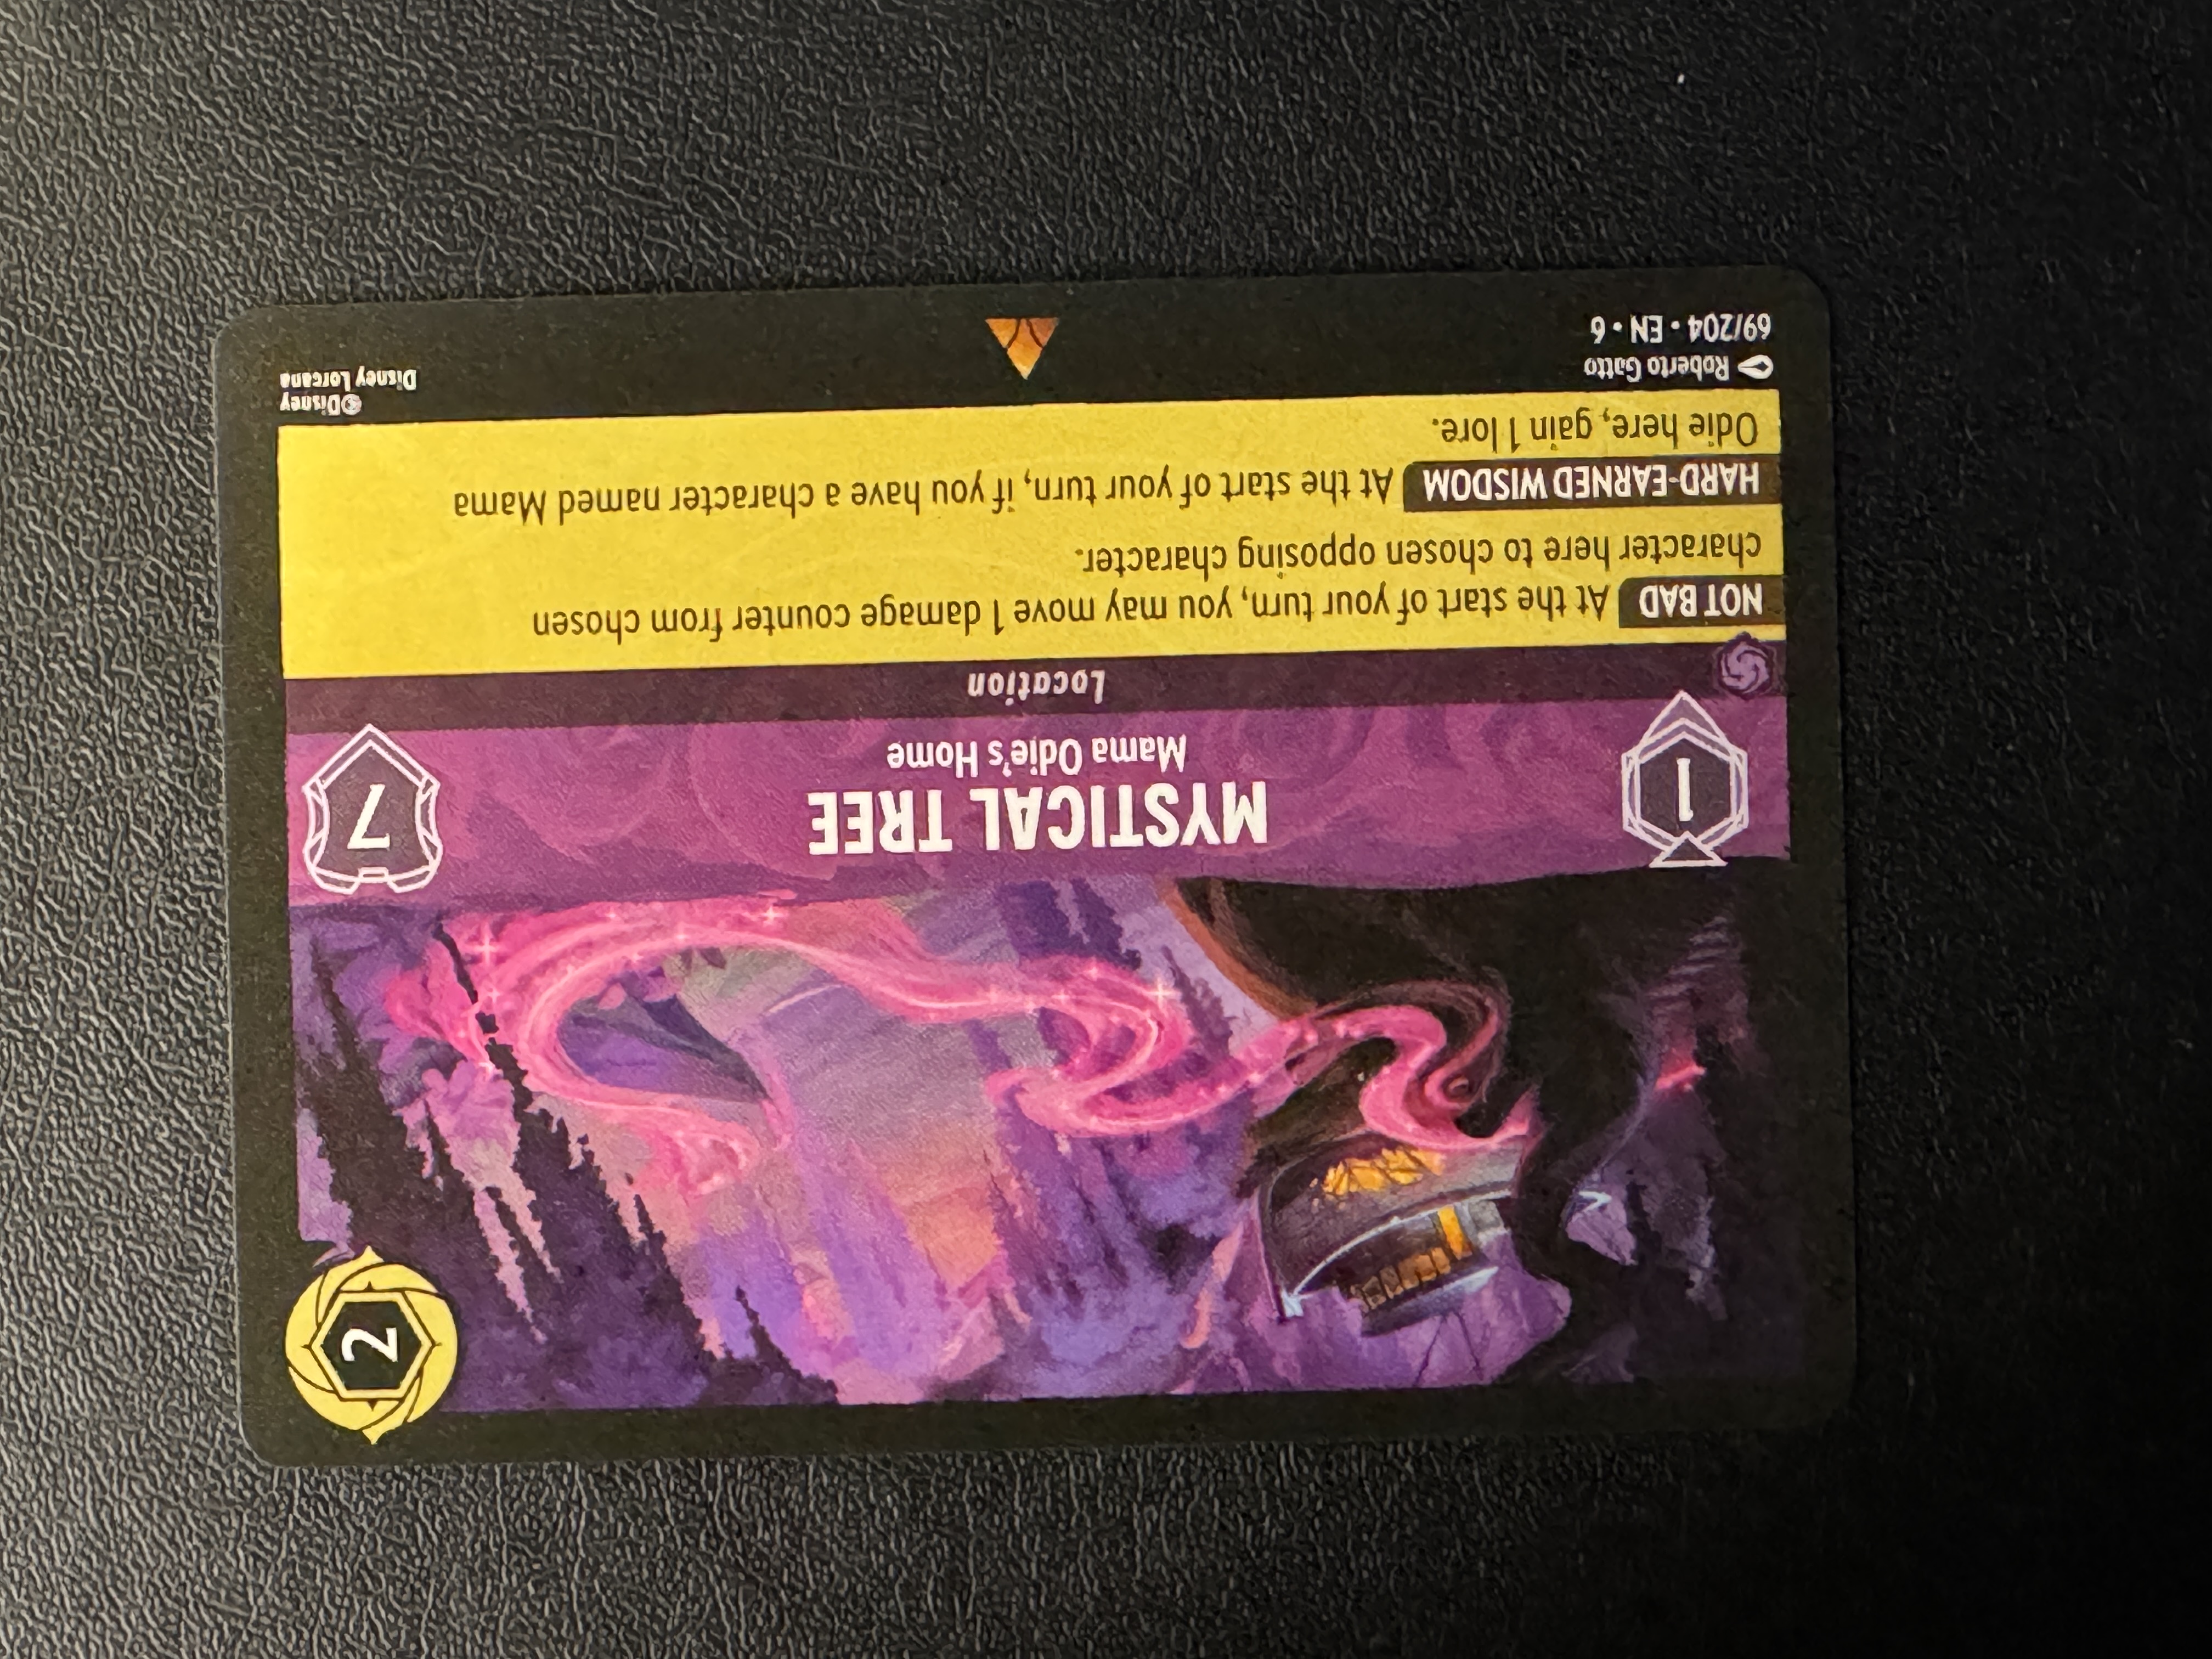 2
MYSTICAL TREE
Mama Odie's Home
1
7
Location
NOT BAD At the start of your turn, you may move 1 damage counter from chosen
character here to chosen opposing character.
HARD-EARNED WISDOM At the start of your turn, if you have a character named Mama
Odie here, gain 1 lore.
Roberto Gatto
69/204 • EN • 6
©Disney
Disney Lorcana